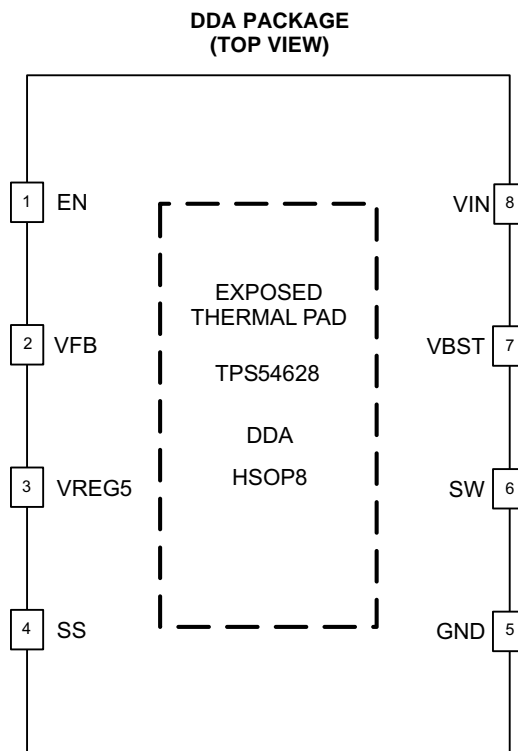 DDA PACKAGE
(TOP VIEW)
1 EN
VIN 8
EXPOSED
THERMAL PAD
2 VFB
VBST 7
TPS54628
DDA
HSOP8
3 VREG5
SW 6
4 SS
GND 5